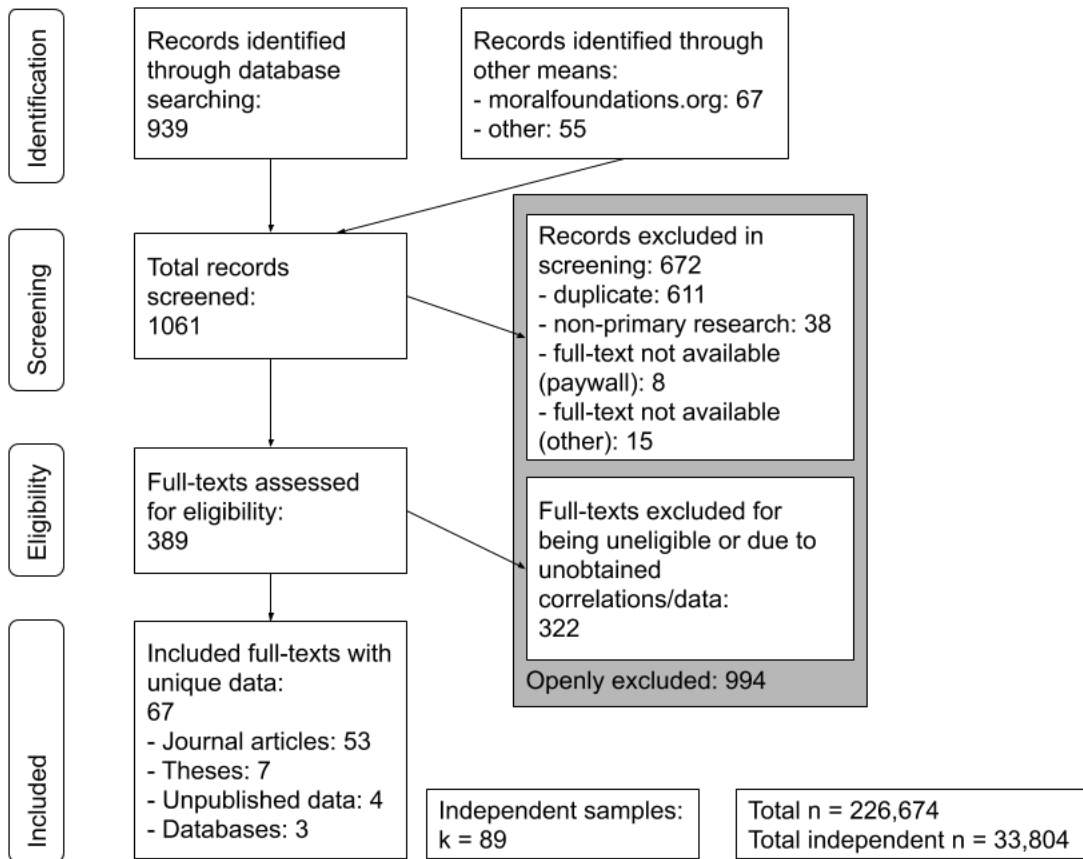 Identification
Records identified
through database
searching:
939
Records identified through
other means:
- moralfoundations.org: 67
- other: 55
Screening
Total records
screened:
1061
Records excluded in
screening: 672
- duplicate: 611
- non-primary research: 38
- full-text not available
(paywall): 8
- full-text not available
(other): 15
Eligibility
Full-texts assessed
for eligibility:
389
Full-texts excluded for
being uneligible or due to
unobtained
correlations/data:
322
Openly excluded: 994
Included
Included full-texts with
unique data:
67
- Journal articles: 53
- Theses: 7
- Unpublished data: 4
- Databases: 3
Independent samples:
k = 89
Total n = 226,674
Total independent n = 33,804